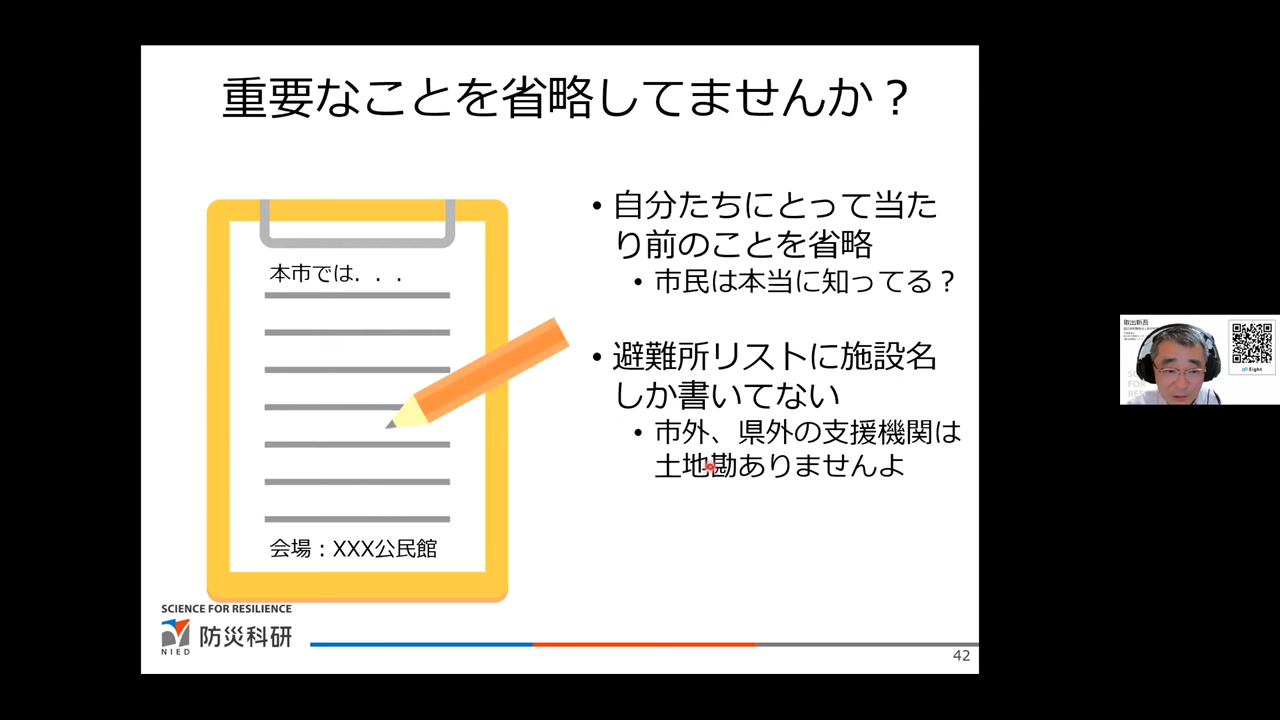 重要なことを省略してませんか？
本市では．．．
会場：XXX公民館
• 自分たちにとって当た
り前のことを省略
• 市民は本当に知ってる？
• 避難所リストに施設名
しか書いてない
• 市外、県外の支援機関は
土地勘ありませんよ
SCIENCE FOR RESILIENCE
防災科研
NIED
42
取出新吾
Eight